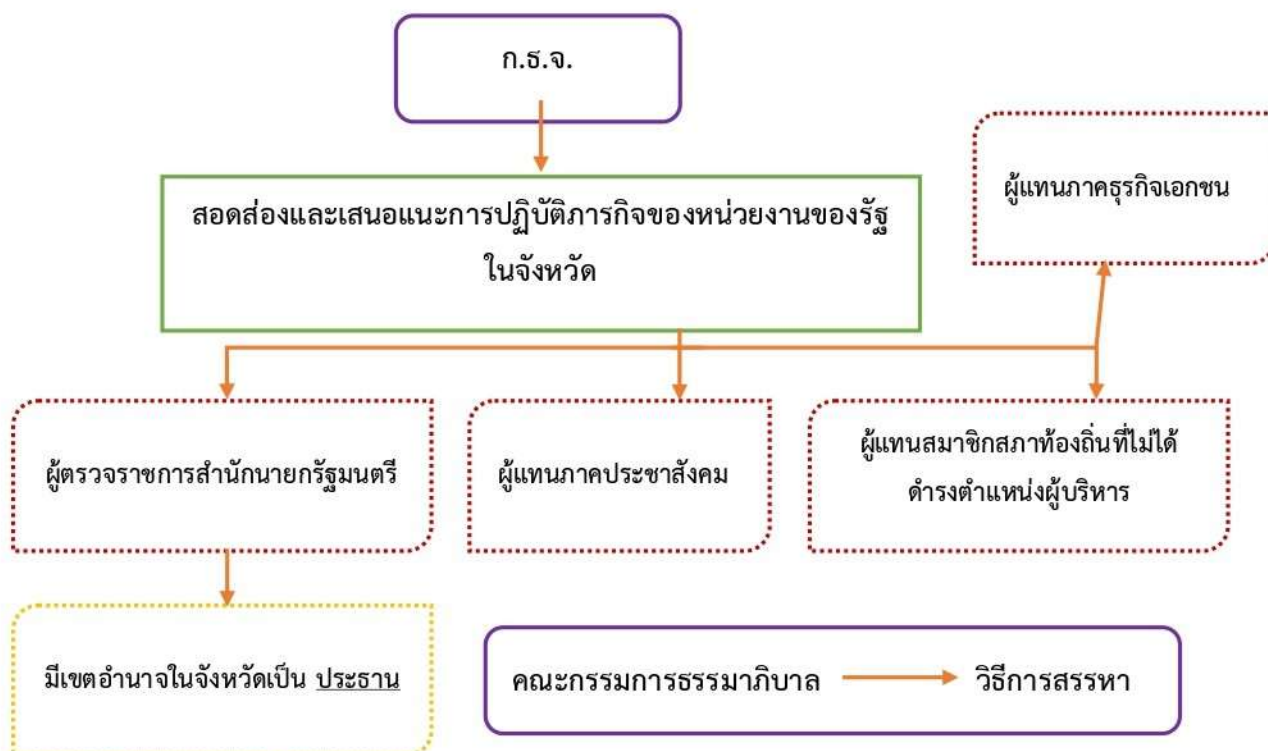 ก.ธ.จ.
สอดส่องและเสนอแนะการปฏิบัติภารกิจของหน่วยงานของรัฐ
ในจังหวัด
ผู้แทนภาคธุรกิจเอกชน
ผู้ตรวจราชการสำนักนายกรัฐมนตรี
ผู้แทนภาคประชาสังคม
ผู้แทนสมาชิกสภาท้องถิ่นที่ไม่ได้
ดำรงตำแหน่งผู้บริหาร
มีเขตอำนาจในจังหวัดเป็น ประธาน
คณะกรรมการธรรมาภิบาล วิธีการสรรหา